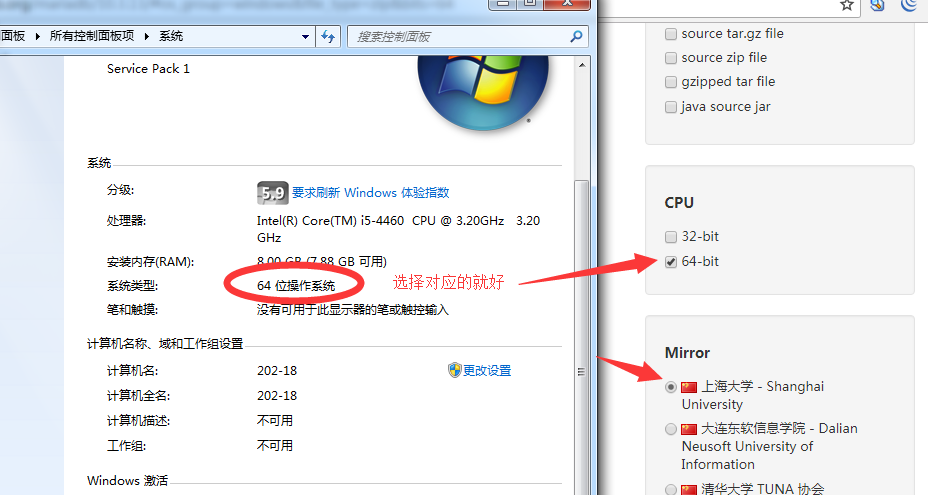 面板 ▸ 所有控制面板项 ▸ 系统
搜索控制面板
Service Pack 1
系统
分级:
5.9 要求刷新 Windows 体验指数
处理器:
Intel(R) Core(TM) i5-4460 CPU @ 3.20GHz 3.20
GHz
安装内存(RAM):
8.00 GB (7.88 GB 可用)
系统类型:
64 位操作系统
选择对应的就好
笔和触摸:
没有可用于此显示器的笔或触控输入
计算机名称、域和工作组设置
计算机名:
202-18
更改设置
计算机全名:
202-18
计算机描述:
不可用
工作组:
不可用
Windows 激活
source tar.gz file
source zip file
gzipped tar file
java source jar
CPU
32-bit
64-bit
Mirror
上海大学 - Shanghai
University
大连东软信息学院 - Dalian
Neusoft University of
Information
清华大学 TUNA 协会